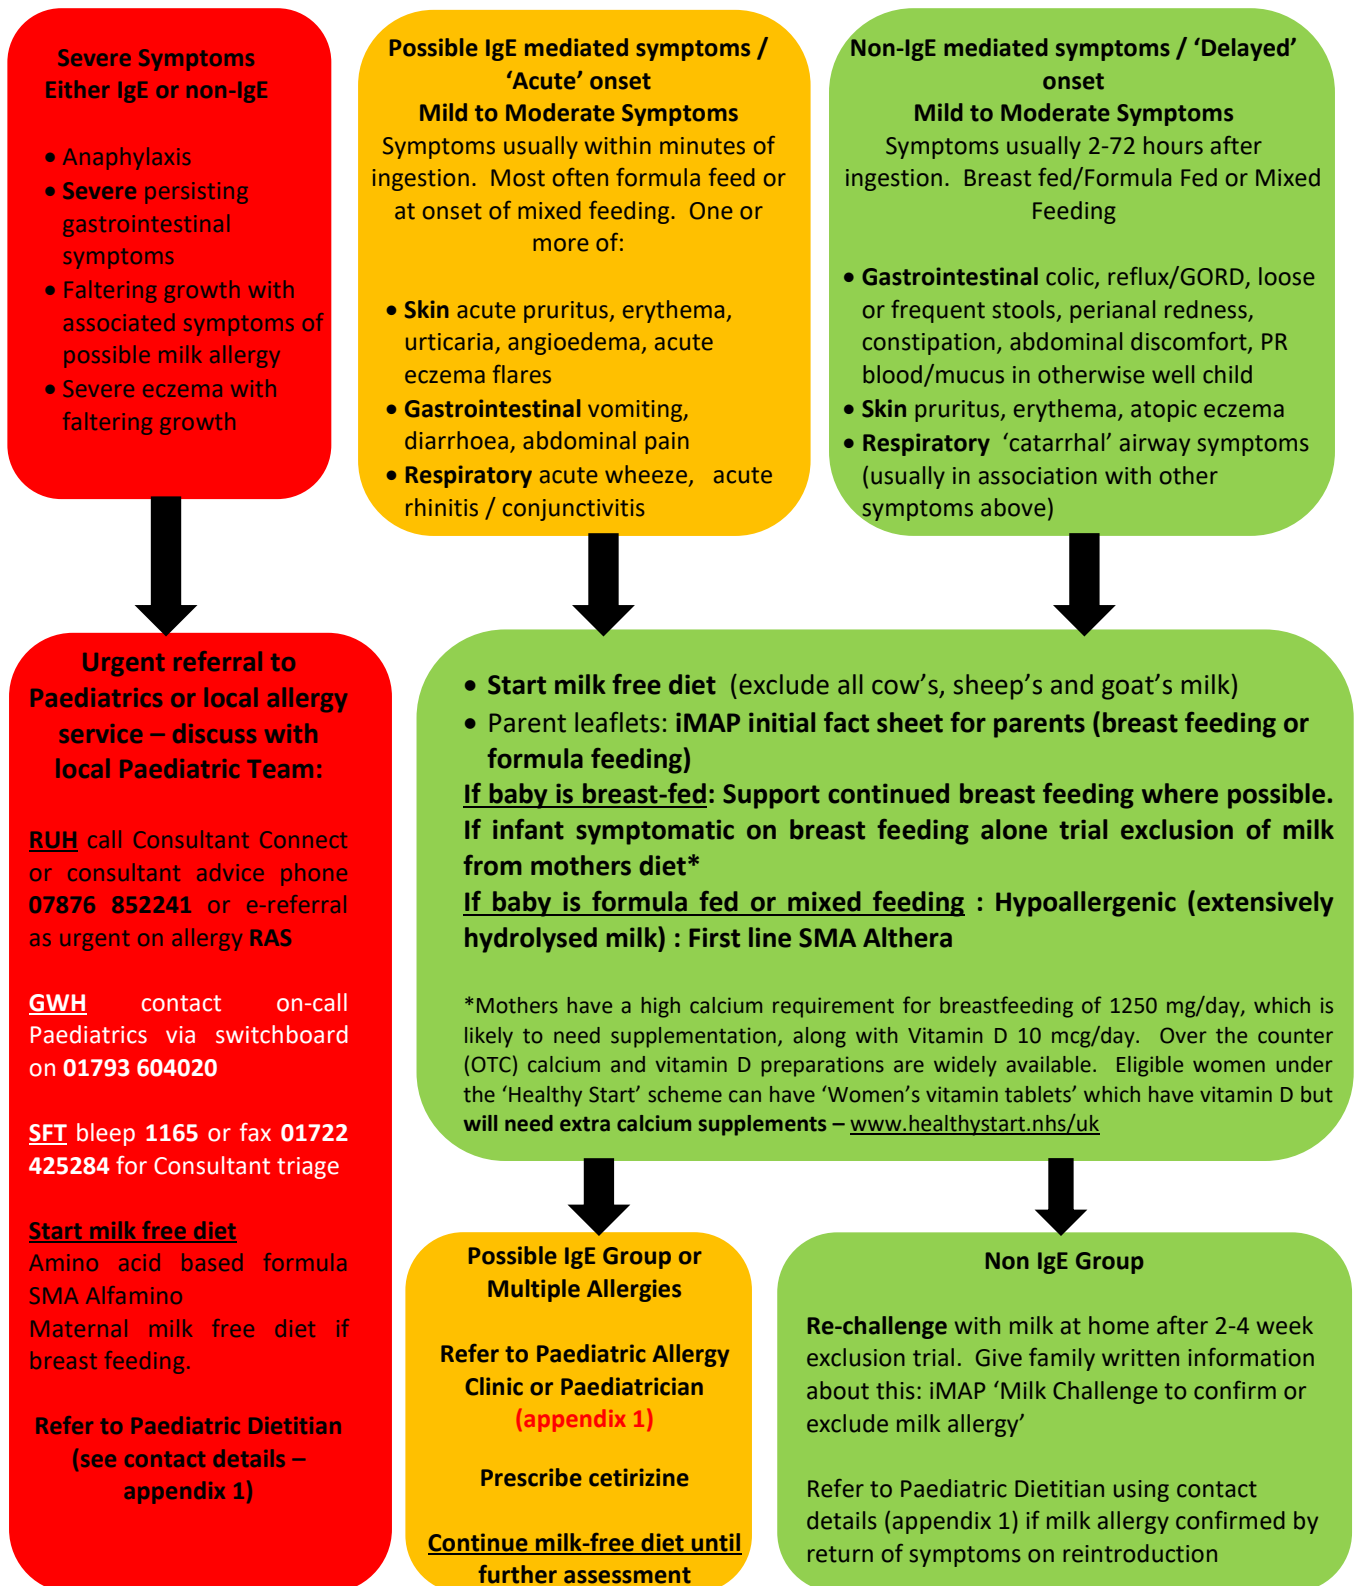 Severe Symptoms
Either IgE or non-IgE
• Anaphylaxis
• Severe persisting
gastrointestinal
symptoms
• Faltering growth with
associated symptoms of
possible milk allergy
• Severe eczema with
faltering growth
Possible IgE mediated symptoms /
‘Acute’ onset
Mild to Moderate Symptoms
Symptoms usually within minutes of
ingestion. Most often formula feed or
at onset of mixed feeding. One or
more of:
• Skin acute pruritus, erythema,
urticaria, angioedema, acute
eczema flares
• Gastrointestinal vomiting,
diarrhoea, abdominal pain
• Respiratory acute wheeze, acute
rhinitis / conjunctivitis
Non-IgE mediated symptoms / ‘Delayed’
onset
Mild to Moderate Symptoms
Symptoms usually 2-72 hours after
ingestion. Breast fed/Formula Fed or Mixed
Feeding
• Gastrointestinal colic, reflux/GORD, loose
or frequent stools, perianal redness,
constipation, abdominal discomfort, PR
blood/mucus in otherwise well child
• Skin pruritus, erythema, atopic eczema
• Respiratory ‘catarrhal’ airway symptoms
(usually in association with other
symptoms above)
Urgent referral to
Paediatrics or local allergy
service – discuss with
local Paediatric Team:
RUH call Consultant Connect
or consultant advice phone
07876 852241 or e-referral
as urgent on allergy RAS
GWH contact on-call
Paediatrics via switchboard
on 01793 604020
SFT bleep 1165 or fax 01722
425284 for Consultant triage
Start milk free diet
Amino acid based formula
SMA Alfamino
Maternal milk free diet if
breast feeding.
Refer to Paediatric Dietitian
(see contact details –
appendix 1)
• Start milk free diet (exclude all cow’s, sheep’s and goat’s milk)
• Parent leaflets: iMAP initial fact sheet for parents (breast feeding or
formula feeding)
If baby is breast-fed: Support continued breast feeding where possible.
If infant symptomatic on breast feeding alone trial exclusion of milk
from mothers diet*
If baby is formula fed or mixed feeding : Hypoallergenic (extensively
hydrolysed milk) : First line SMA Althera
*Mothers have a high calcium requirement for breastfeeding of 1250 mg/day, which is
likely to need supplementation, along with Vitamin D 10 mcg/day. Over the counter
(OTC) calcium and vitamin D preparations are widely available. Eligible women under
the ‘Healthy Start’ scheme can have ‘Women’s vitamin tablets’ which have vitamin D but
will need extra calcium supplements – www.healthystart.nhs/uk
Possible IgE Group or
Multiple Allergies
Refer to Paediatric Allergy
Clinic or Paediatrician
(appendix 1)
Prescribe cetirizine
Continue milk-free diet until
further assessment
Non IgE Group
Re-challenge with milk at home after 2-4 week
exclusion trial. Give family written information
about this: iMAP ‘Milk Challenge to confirm or
exclude milk allergy’
Refer to Paediatric Dietitian using contact
details (appendix 1) if milk allergy confirmed by
return of symptoms on reintroduction